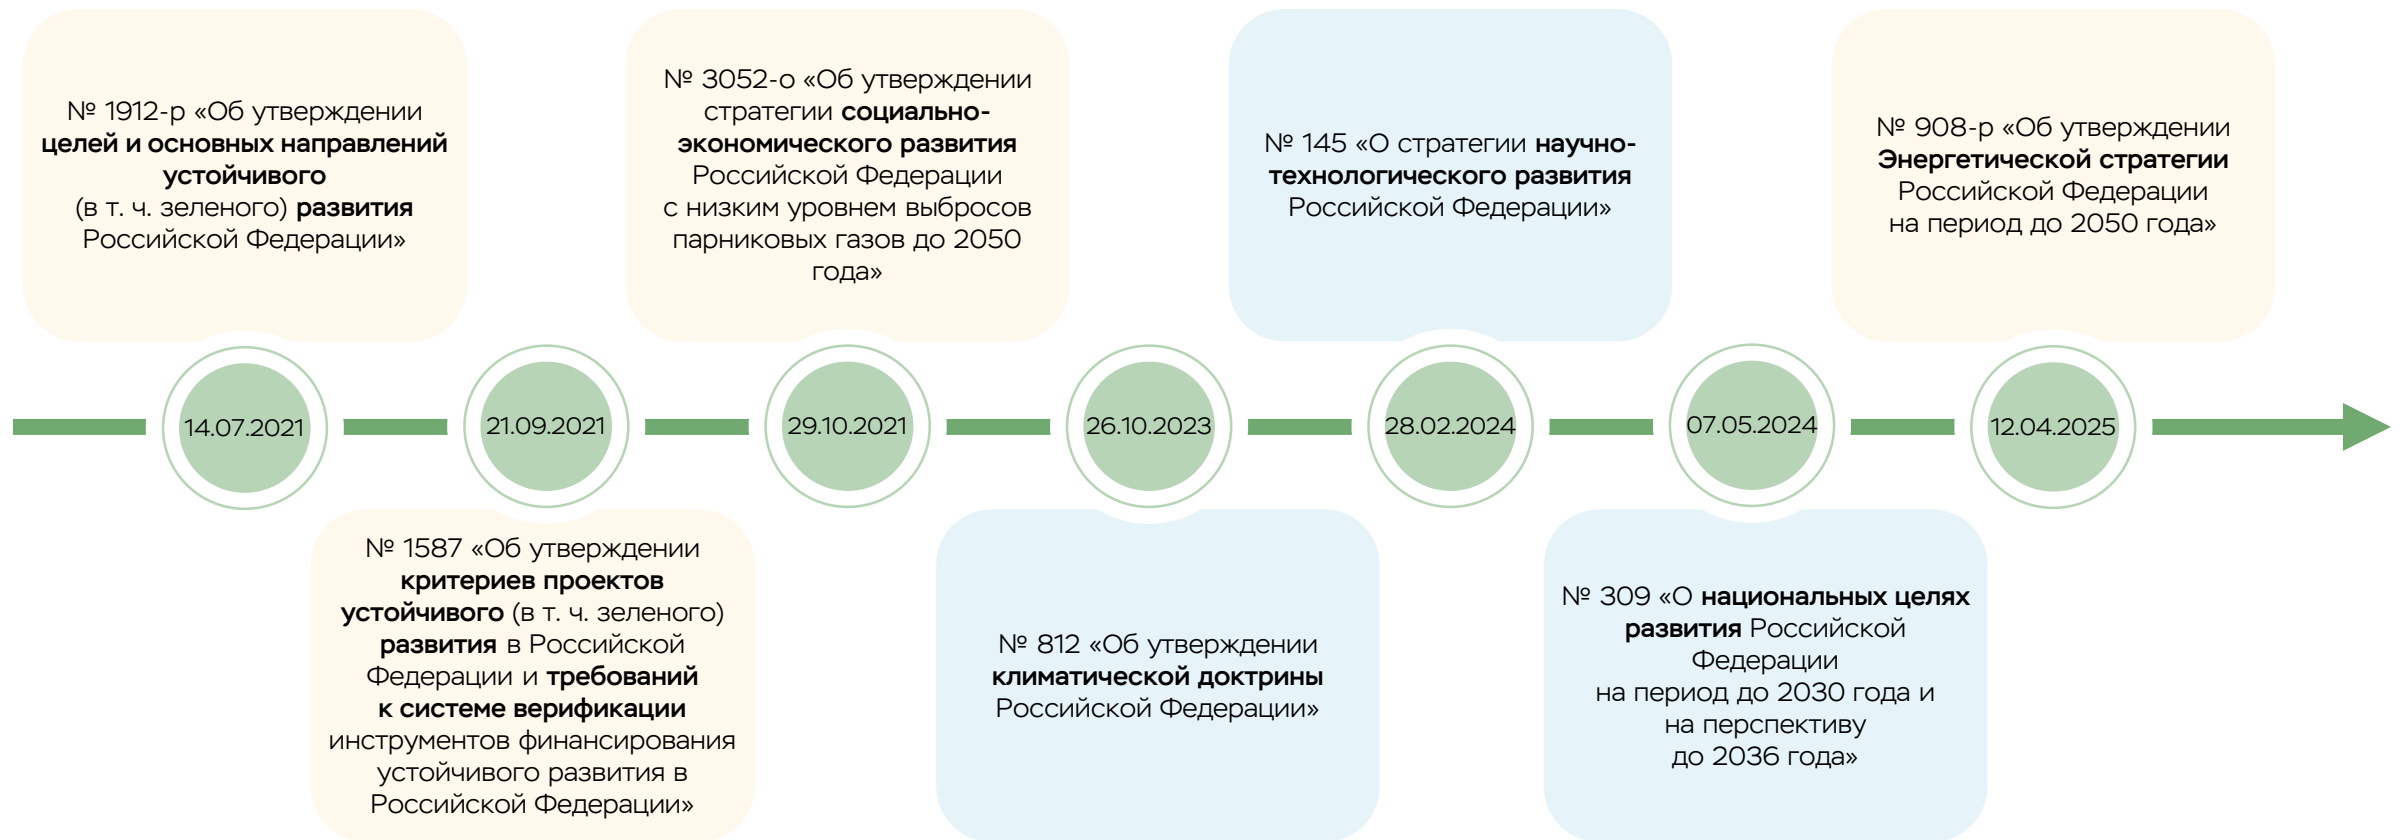 № 1912-р «Об утверждении
целей и основных направлений
устойчивого
(в т. ч. зеленого) развития
Российской Федерации»
№ 3052-о «Об утверждении
стратегии социально-
экономического развития
Российской Федерации
с низким уровнем выбросов
парниковых газов до 2050
года»
№ 145 «О стратегии научно-
технологического развития
Российской Федерации»
№ 908-р «Об утверждении
Энергетической стратегии
Российской Федерации
на период до 2050 года»
14.07.2021
21.09.2021
29.10.2021
26.10.2023
28.02.2024
07.05.2024
12.04.2025
№ 1587 «Об утверждении
критериев проектов
устойчивого (в т. ч. зеленого)
развития в Российской
Федерации и требований
к системе верификации
инструментов финансирования
устойчивого развития в
Российской Федерации»
№ 812 «Об утверждении
климатической доктрины
Российской Федерации»
№ 309 «О национальных целях
развития Российской
Федерации
на период до 2030 года и
на перспективу
до 2036 года»